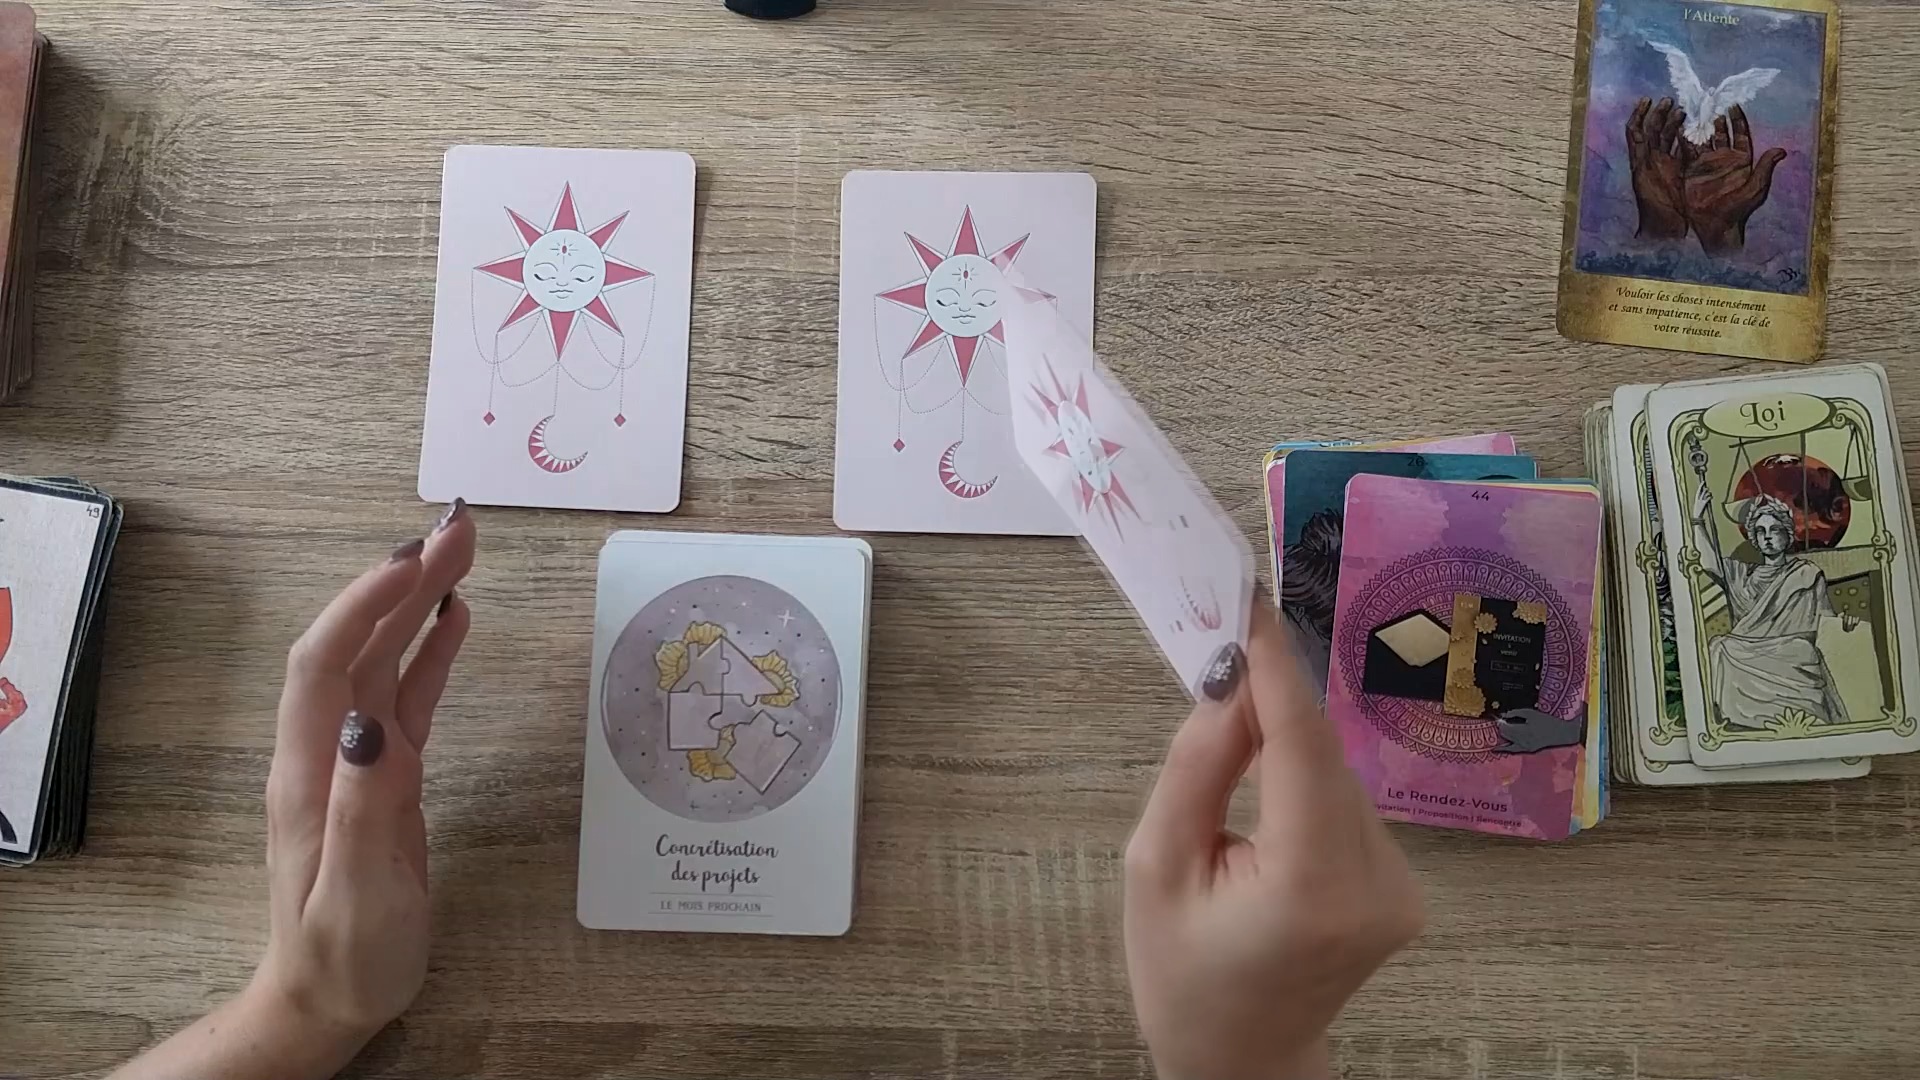 l'Attente
Vouloir les choses intensément
et sans impatience, c'est la clé de
votre réussite.
Loi
49
26
44
INVITATION
Le Rendez-Vous
Invitation | Proposition | Rencontre
Concrétisation
des projets
LE MOIS PROCHAIN